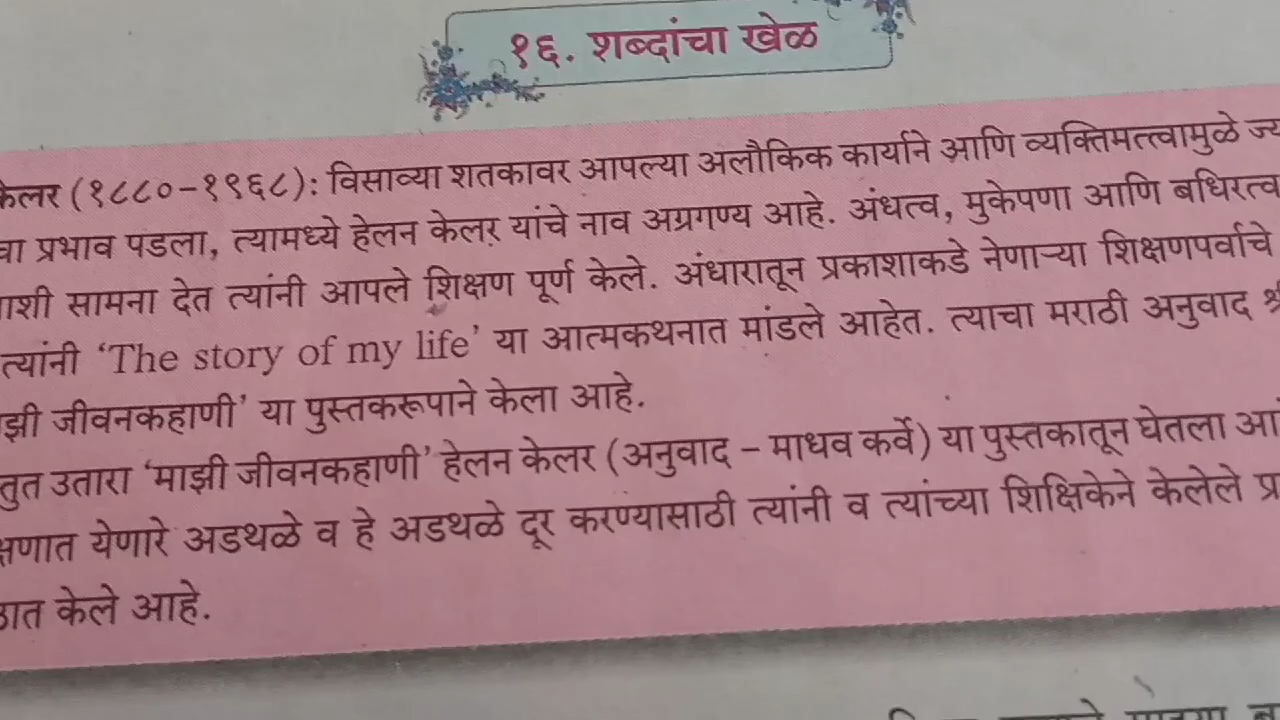 १६. शब्दांचा खेळ
केलर (१८८०-१९६८): विसाव्या शतकावर आपल्या अलौकिक कार्याने आणि व्यक्तिमत्त्वामुळे
प्रभाव पडला, त्यामध्ये हेलन केलर यांचे नाव अग्रगण्य आहे. अंधत्व, मुकेपणा आणि बधिरत्व
सामना देत त्यांनी आपले शिक्षण पूर्ण केले. अंधारातून प्रकाशाकडे नेणाऱ्या शिक्षणपर्वाचे
त्यांनी ‘The story of my life’ या आत्मकथनात मांडले आहेत. त्याचा मराठी अनुवाद
जीवनकहाणी’ या पुस्तकरूपाने केला आहे.
उतारा ‘माझी जीवनकहाणी’ हेलन केलर (अनुवाद – माधव कर्वे) या पुस्तकातून घेतला
येणारे अडथळे व हे अडथळे दूर करण्यासाठी त्यांनी व त्यांच्या शिक्षिकेने केलेले
केले आहे.